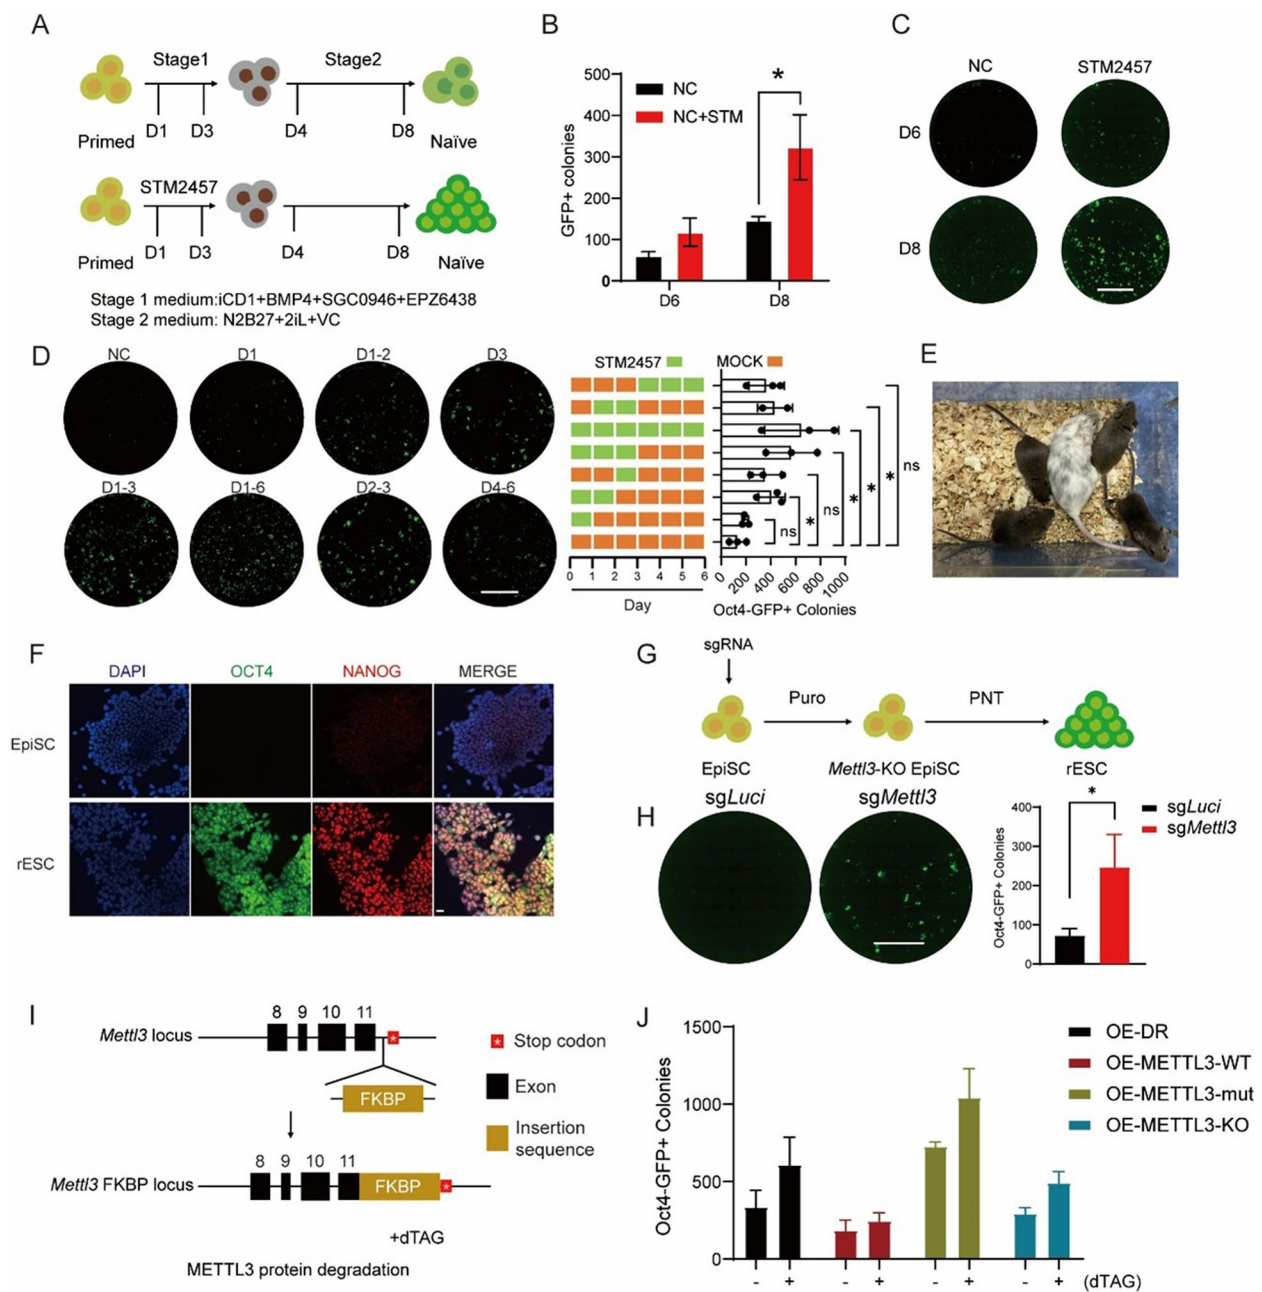 A
Stage1
Stage2
D1
D3
D4
D8
Primed
Naïve
STM2457
D1
D3
D4
D8
Primed
Naïve
Stage 1 medium:iCD1+BMP4+SGC0946+EPZ6438
Stage 2 medium: N2B27+2iL+VC
B
GFP+ colonies
500
400
300
200
100
0
NC
NC+STM
*
D6
D8
C
NC
STM2457
D6
D8
D
NC
D1
D1-2
D3
D1-3
D1-6
D2-3
D4-6
STM2457
MOCK
0 1 2 3 4 5 6
Day
ns
*
*
*
ns
*
ns
0 200 400 600 800 1000
Oct4-GFP+ Colonies
E
F
DAPI
OCT4
NANOG
MERGE
EpiSC
rESC
G
sgRNA
Puro
PNT
EpiSC
Mettl3-KO EpiSC
rESC
H
sgLuci
sgMettl3
Oct4-GFP+ Colonies
400
300
200
100
0
*
sgLuci
sgMettl3
I
8 9 10 11
Mettl3 locus
*
FKBP
8 9 10 11
Mettl3 FKBP locus
FKBP
*
+dTAG
METTL3 protein degradation
* Stop codon
Exon
Insertion
sequence
J
Oct4-GFP+ Colonies
1500
1000
500
0
OE-DR
OE-METTL3-WT
OE-METTL3-mut
OE-METTL3-KO
- + - + - + - + (dTAG)